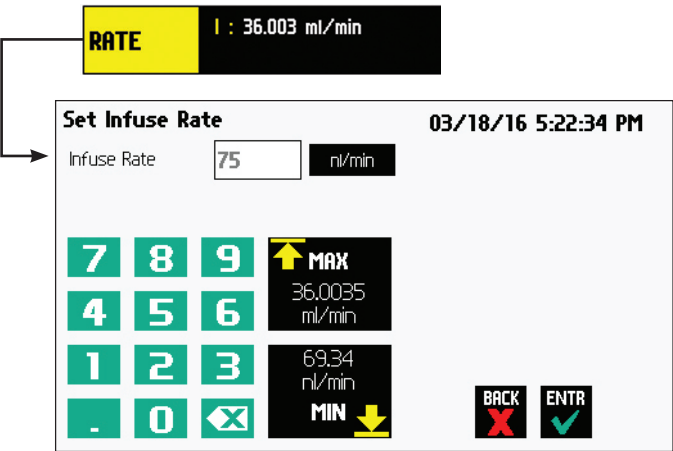 RATE
I : 36.003 ml/min
Set Infuse Rate
03/18/16 5:22:34 PM
Infuse Rate
75
nl/min
7 8 9
MAX
36.0035
ml/min
4 5 6
1 2 3
69.34
nl/min
MIN
. 0 X
BACK
X
ENTR